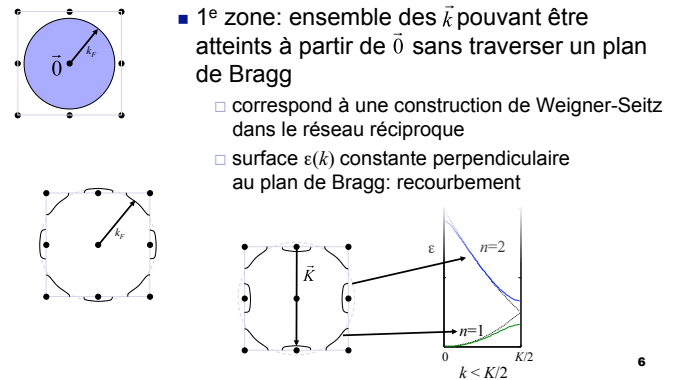 1e zone: ensemble des k⃗ pouvant être
atteints à partir de 0⃗ sans traverser un plan
de Bragg
correspond à une construction de Weigner-Seitz
dans le réseau réciproque
surface ε(k) constante perpendiculaire
au plan de Bragg: recourbement
k_F
0⃗
k_F
K⃗
ε
n=2
n=1
0
K/2
k < K/2
6